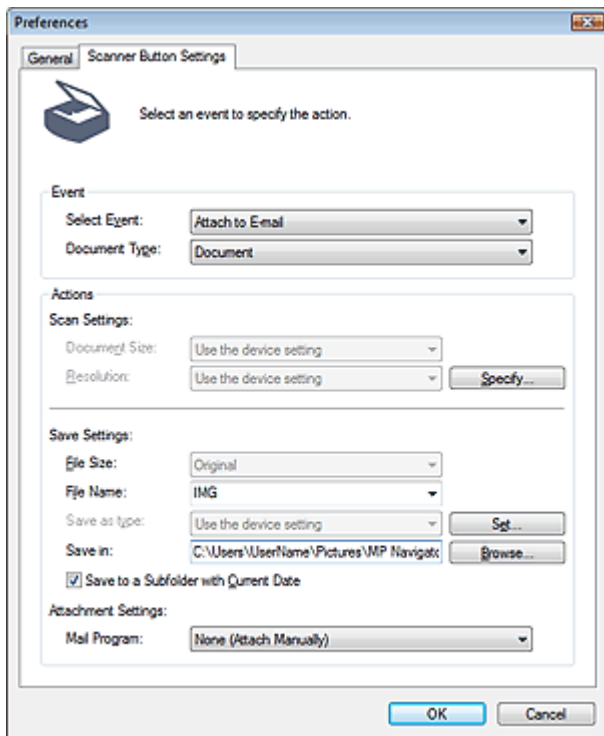 Preferences
General Scanner Button Settings
Select an event to specify the action.
Event
Select Event: Attach to E-mail
Document Type: Document
Actions
Scan Settings:
Document Size: Use the device setting
Resolution: Use the device setting Specify...
Save Settings:
File Size: Original
File Name: IMG
Save as type: Use the device setting Set...
Save in: C:\Users\UserName\Pictures\MP Navigato Browse...
Save to a Subfolder with Current Date
Attachment Settings:
Mail Program: None (Attach Manually)
OK Cancel